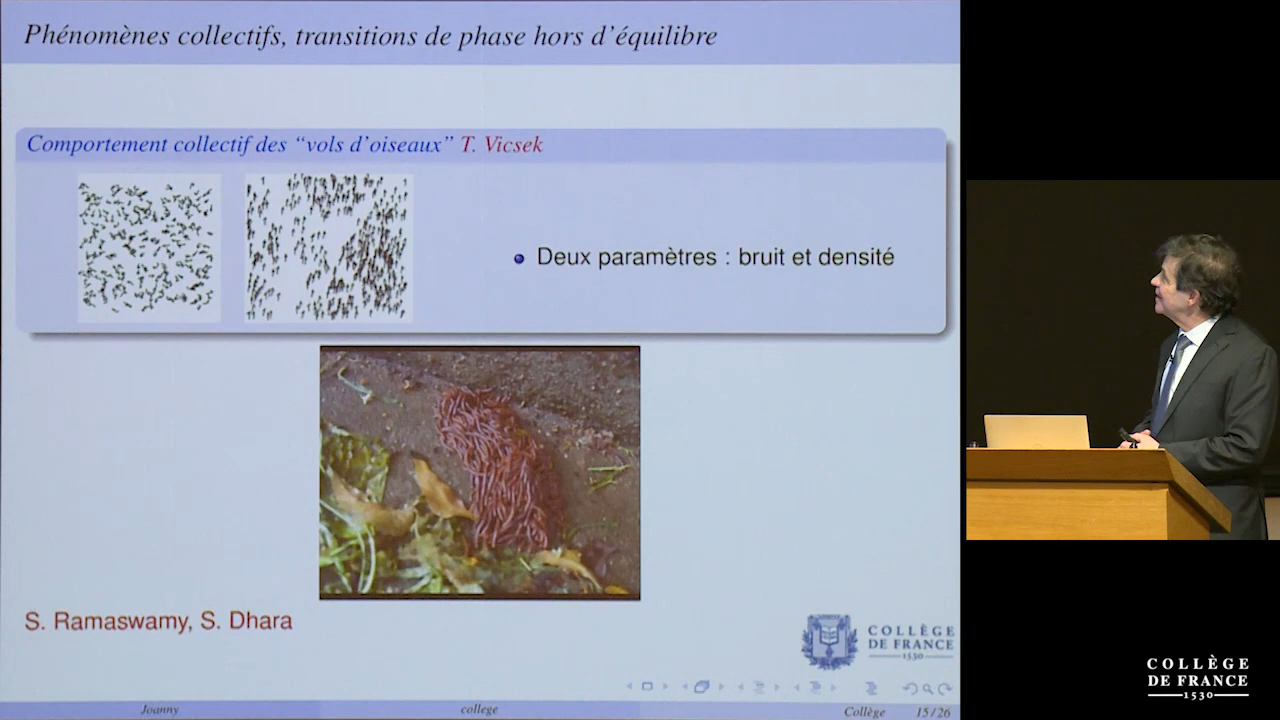 Phénomènes collectifs, transitions de phase hors d'équilibre
Comportement collectif des "vols d'oiseaux" T. Vicsek
Deux paramètres : bruit et densité
S. Ramaswamy, S. Dhara
COLLÈGE
DE FRANCE
1530
Joanny
college
Collège
15/26
COLLÈGE
DE FRANCE
1530